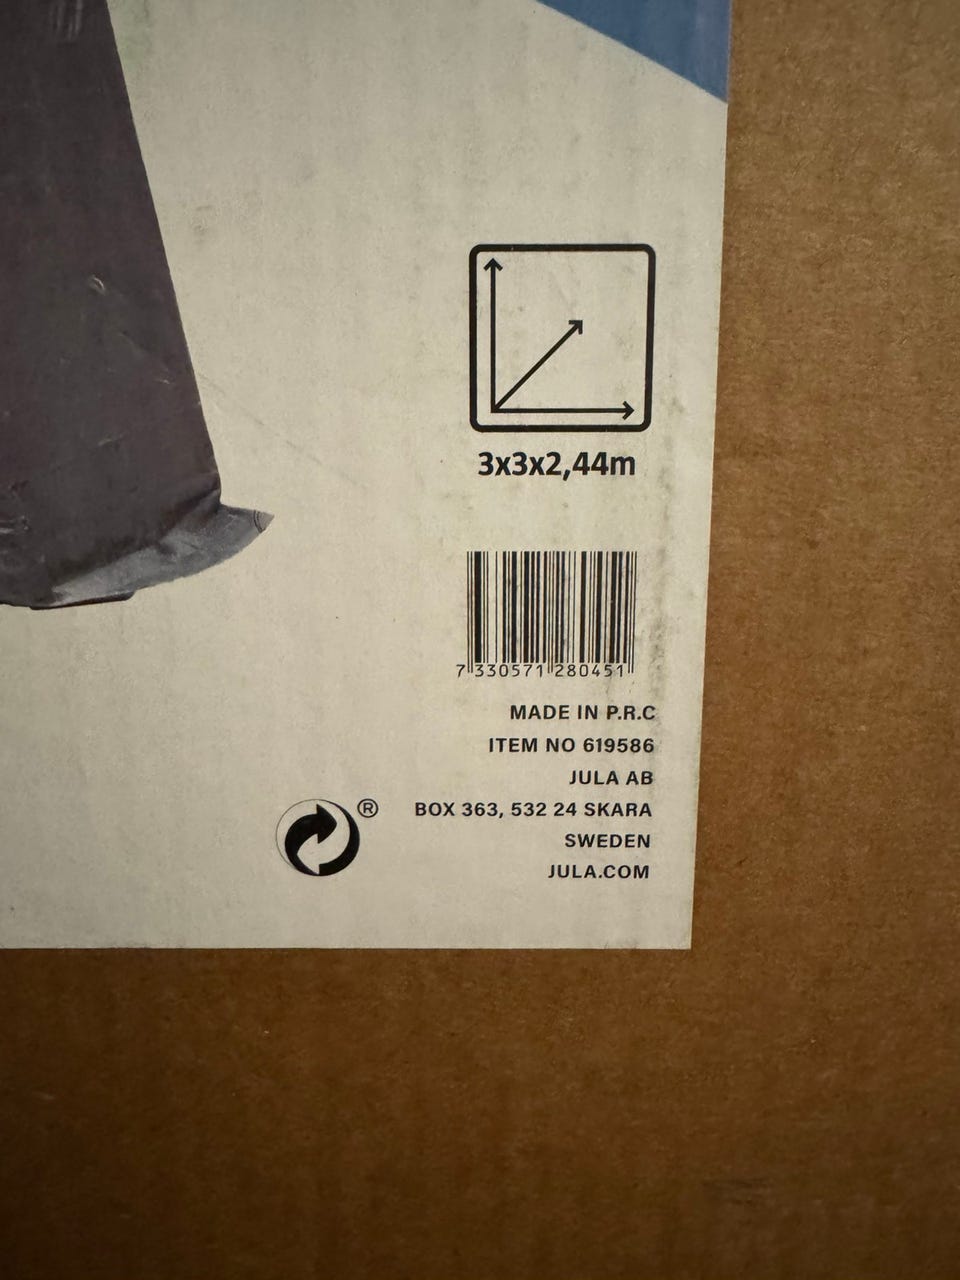 3x3x2,44m
7 330571 280451
MADE IN P.R.C
ITEM NO 619586
JULA AB
®
BOX 363, 532 24 SKARA
SWEDEN
JULA.COM